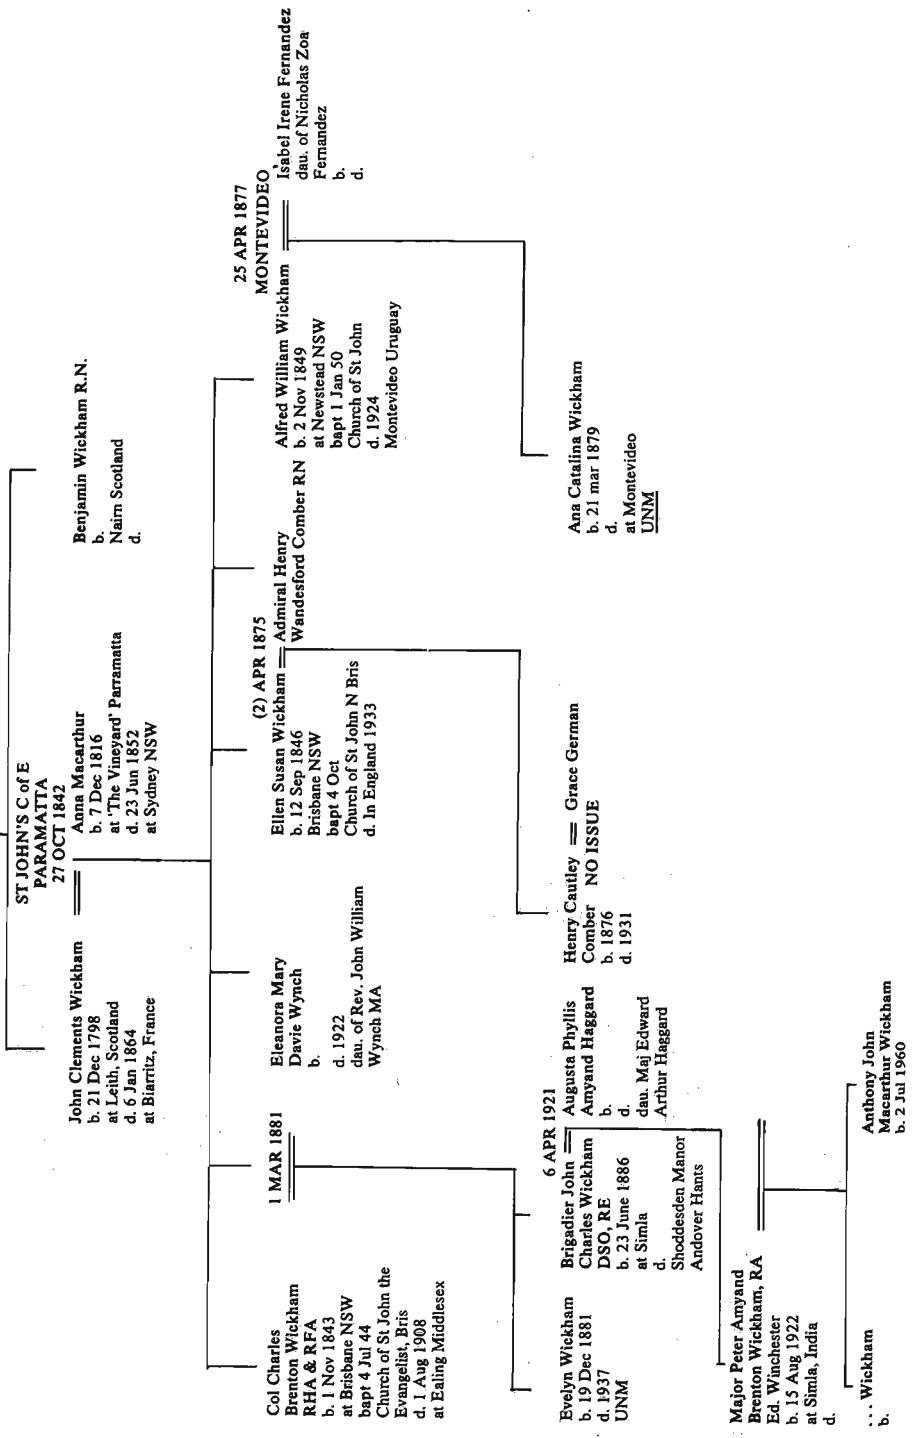 ST JOHN'S C of E
PARAMATTA
27 OCT 1842
John Clements Wickham
b. 21 Dec 1798
at Leith, Scotland
d. 6 Jan 1864
at Biarritz, France
Anna Macarthur
b. 7 Dec 1816
at 'The Vineyard' Parramatta
d. 23 Jun 1852
at Sydney NSW
Benjamin Wickham R.N.
b.
Nairn Scotland
d.
Col Charles
Brenton Wickham
RHA & RFA
b. 1 Nov 1843
at Brisbane NSW
bapt 4 Jul 44
Church of St John the
Evangelist, Bris
d. 1 Aug 1908
at Ealing Middlesex
1 MAR 1881
Eleanora Mary
Davie Wynch
b.
d. 1922
dau. of Rev. John William
Wynch MA
(2) APR 1875
Ellen Susan Wickham
b. 12 Sep 1846
Brisbane NSW
bapt 4 Oct
Church of St John N Bris
d. In England 1933
Admiral Henry
Wandesford Comber RN
25 APR 1877
MONTEVIDEO
Alfred William Wickham
b. 2 Nov 1849
at Newstead NSW
bapt 1 Jan 50
Church of St John
d. 1924
Montevideo Uruguay
Isabel Irene Fernandez
dau. of Nicholas Zoa
Fernandez
b.
d.
Evelyn Wickham
b. 19 Dec 1881
d. 1937
UNM
6 APR 1921
Brigadier John
Charles Wickham
DSO, RE
b. 23 June 1886
at Simla
d.
Shoddesden Manor
Andover Hants
Augusta Phyllis
Amyand Haggard
b.
d.
dau. Maj Edward
Arthur Haggard
Henry Cautley
Comber
b. 1876
d. 1931
Grace German
NO ISSUE
Ana Catalina Wickham
b. 21 mar 1879
d.
at Montevideo
UNM
Major Peter Amyand
Brenton Wickham, RA
Ed. Winchester
b. 15 Aug 1922
at Simla, India
d.
. . . Wickham
b.
Anthony John
Macarthur Wickham
b. 2 Jul 1960